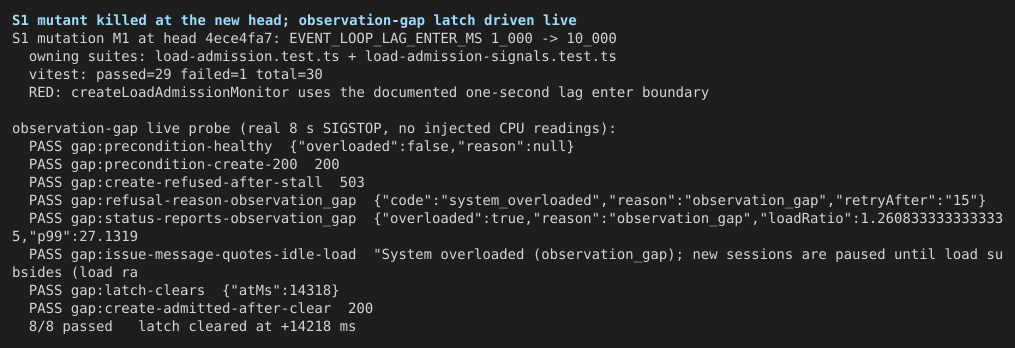 S1 mutant killed at the new head; observation-gap latch driven live
S1 mutation M1 at head 4ece4fa7: EVENT_LOOP_LAG_ENTER_MS 1_000 -> 10_000
  owning suites: load-admission.test.ts + load-admission-signals.test.ts
  vitest: passed=29 failed=1 total=30
  RED: createLoadAdmissionMonitor uses the documented one-second lag enter boundary

observation-gap live probe (real 8 s SIGSTOP, no injected CPU readings):
  PASS gap:precondition-healthy  {"overloaded":false,"reason":null}
  PASS gap:precondition-create-200  200
  PASS gap:create-refused-after-stall  503
  PASS gap:refusal-reason-observation_gap  {"code":"system_overloaded","reason":"observation_gap","retryAfter":"15"}
  PASS gap:status-reports-observation_gap  {"overloaded":true,"reason":"observation_gap","loadRatio":1.260833333333333
5,"p99":27.1319
  PASS gap:issue-message-quotes-idle-load  "System overloaded (observation_gap); new sessions are paused until load su
bsides (load ra
  PASS gap:latch-clears  {"atMs":14318}
  PASS gap:create-admitted-after-clear  200
  8/8 passed   latch cleared at +14218 ms